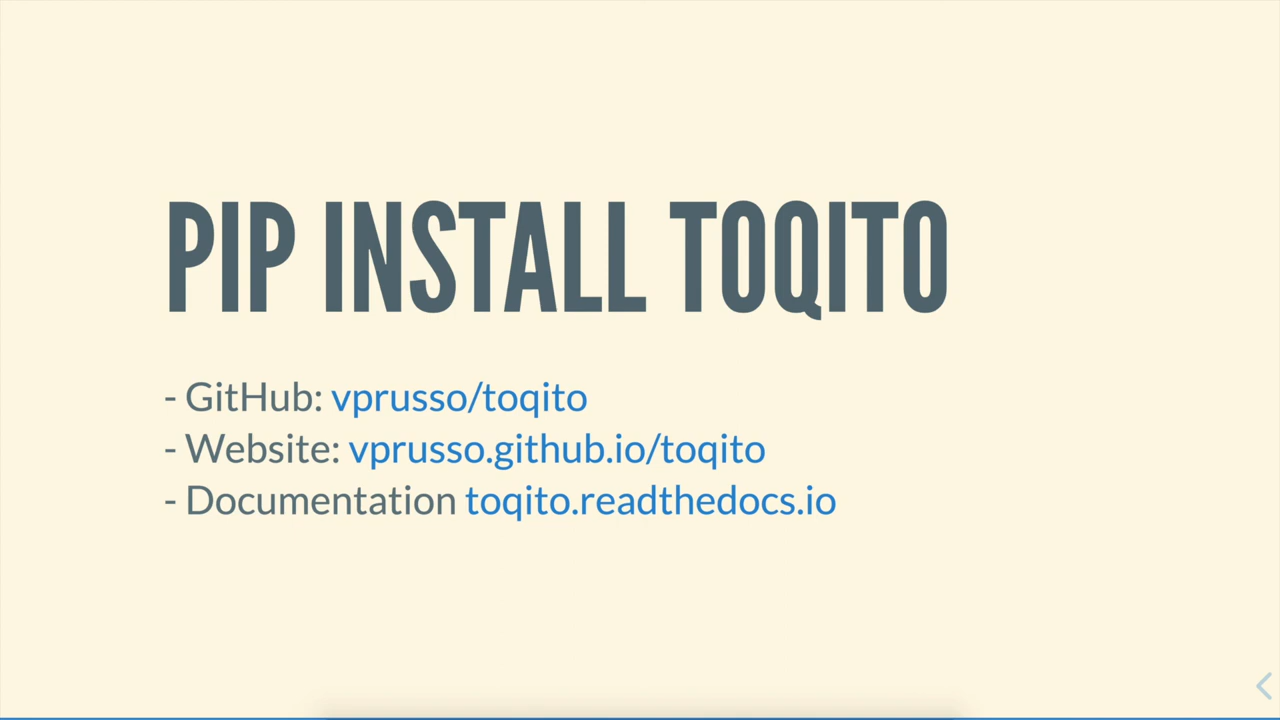 PIP INSTALL TOQITO
- GitHub: vprusso/toqito
- Website: vprusso.github.io/toqito
- Documentation toqito.readthedocs.io